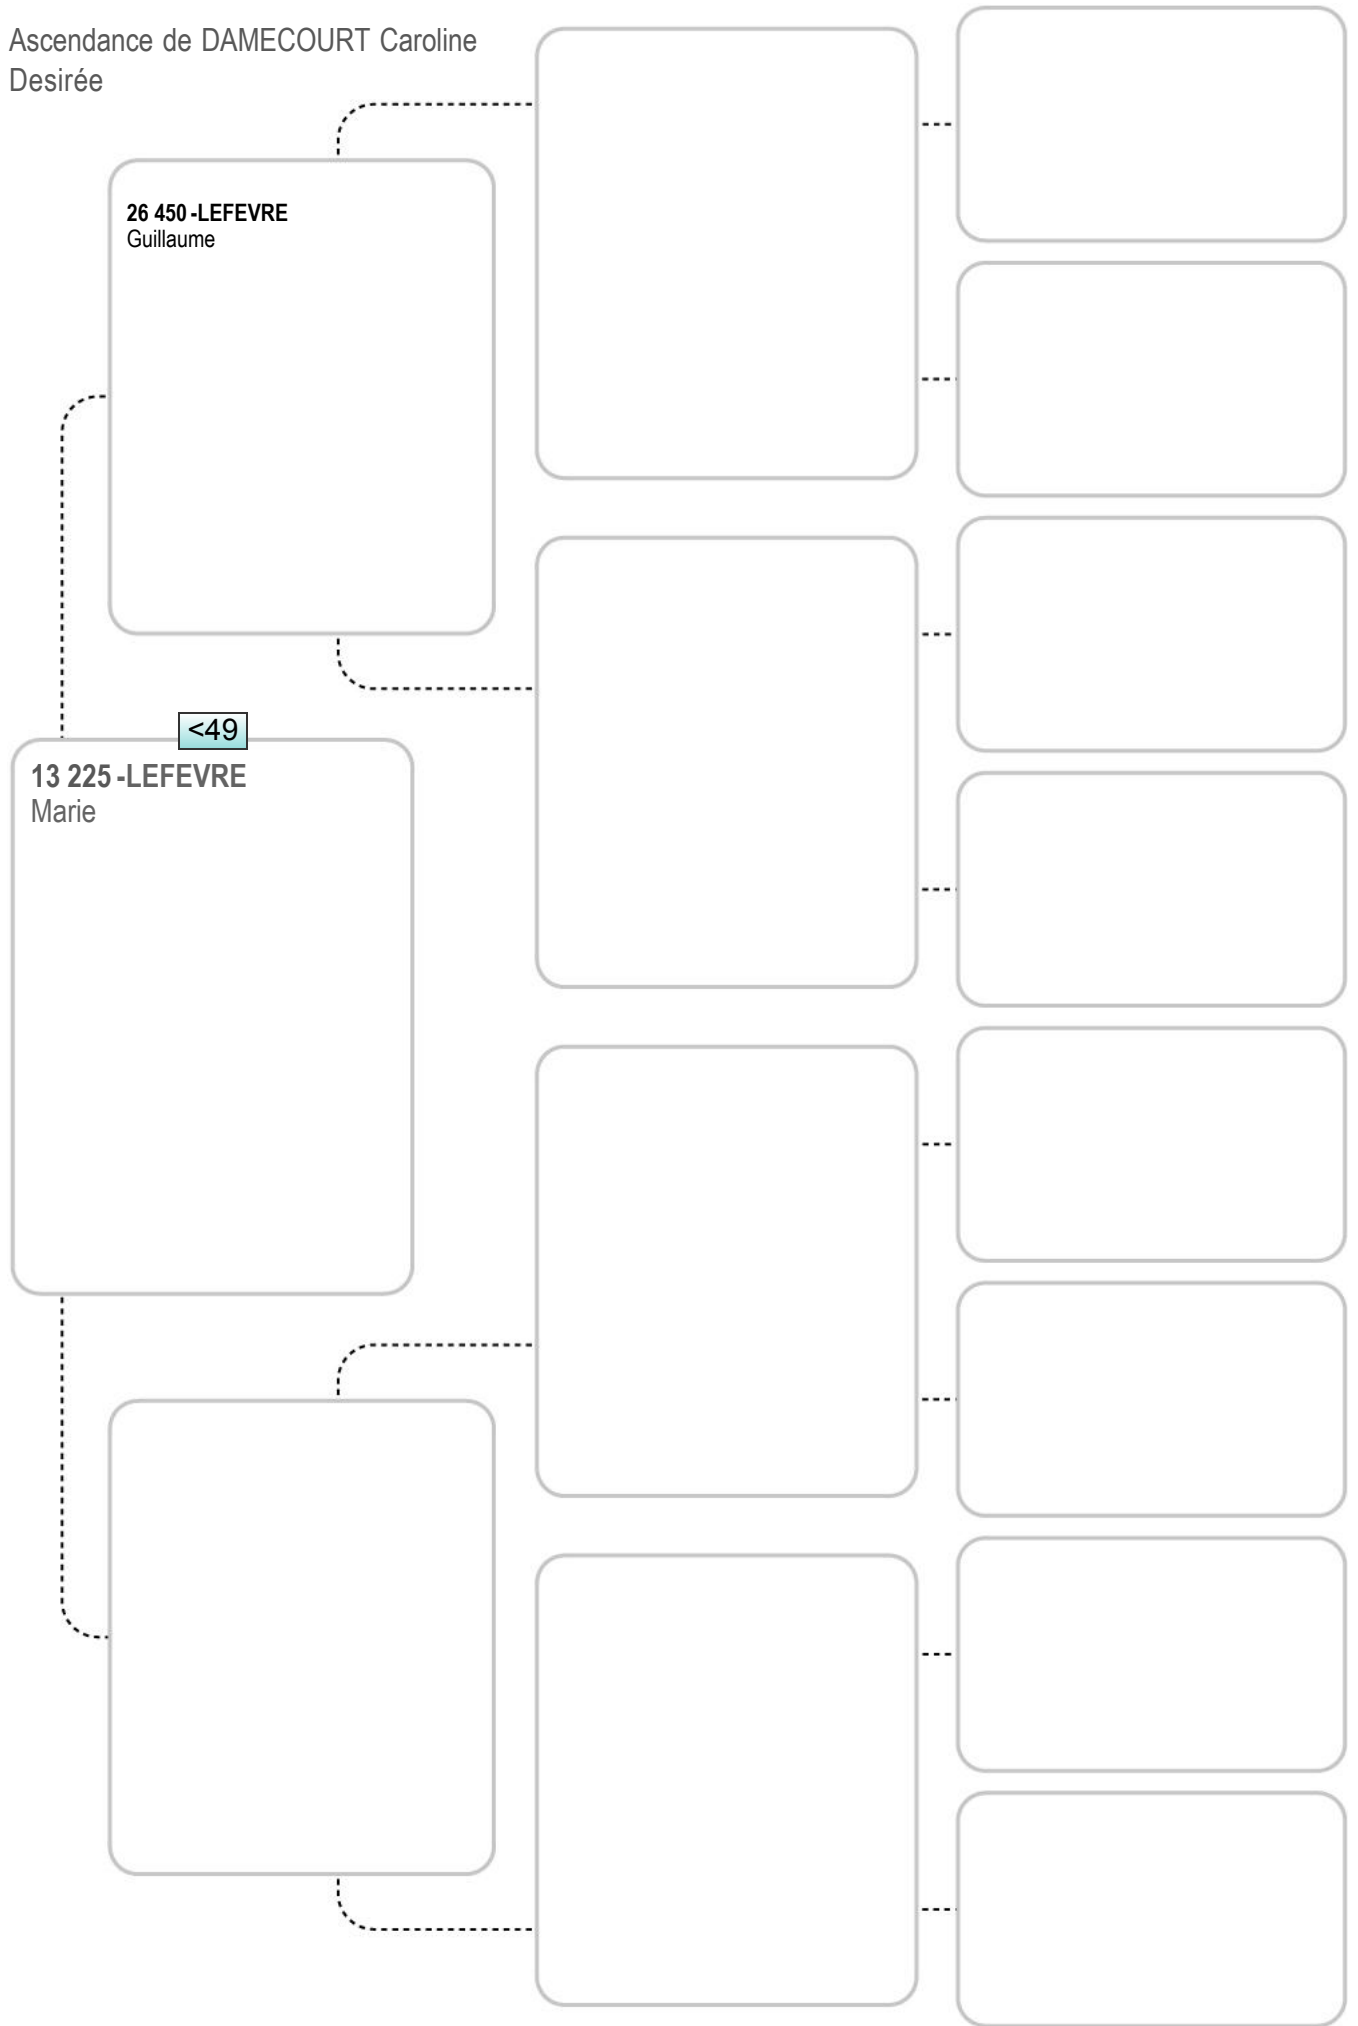 Ascendance de DAMECOURT Caroline
Desirée
26 450 -LEFEVRE
Guillaume
<49
13 225 -LEFEVRE
Marie